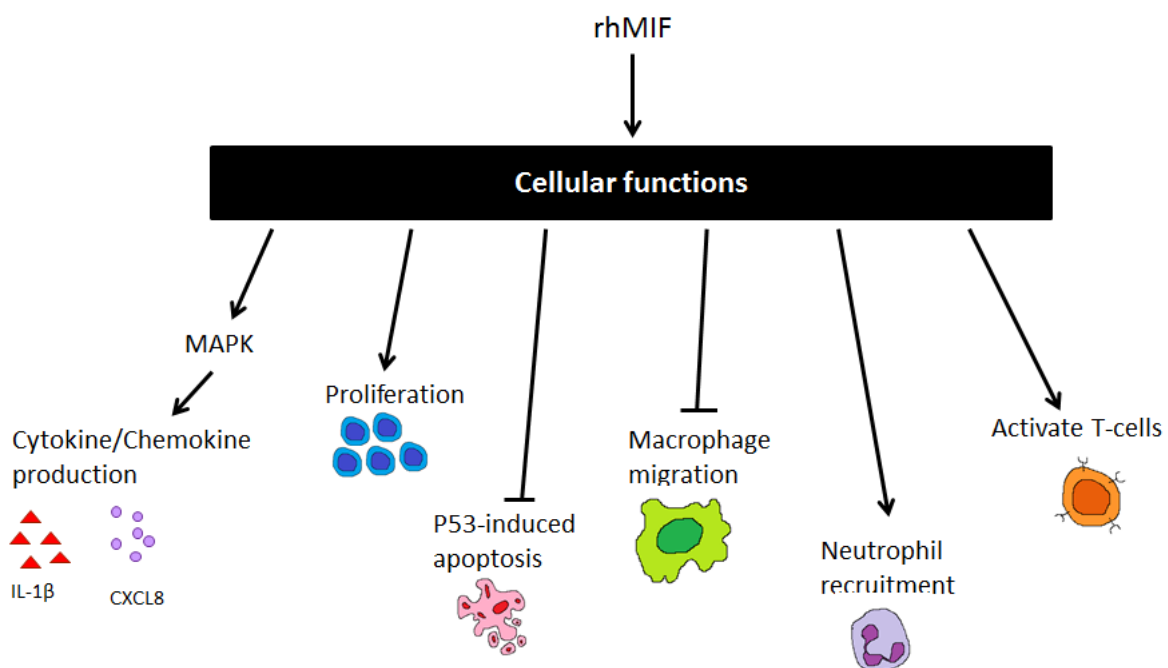 rhMIF
Cellular functions
MAPK
Proliferation
Cytokine/Chemokine
production
IL-1β
CXCL8
P53-induced
apoptosis
Macrophage
migration
Neutrophil
recruitment
Activate T-cells